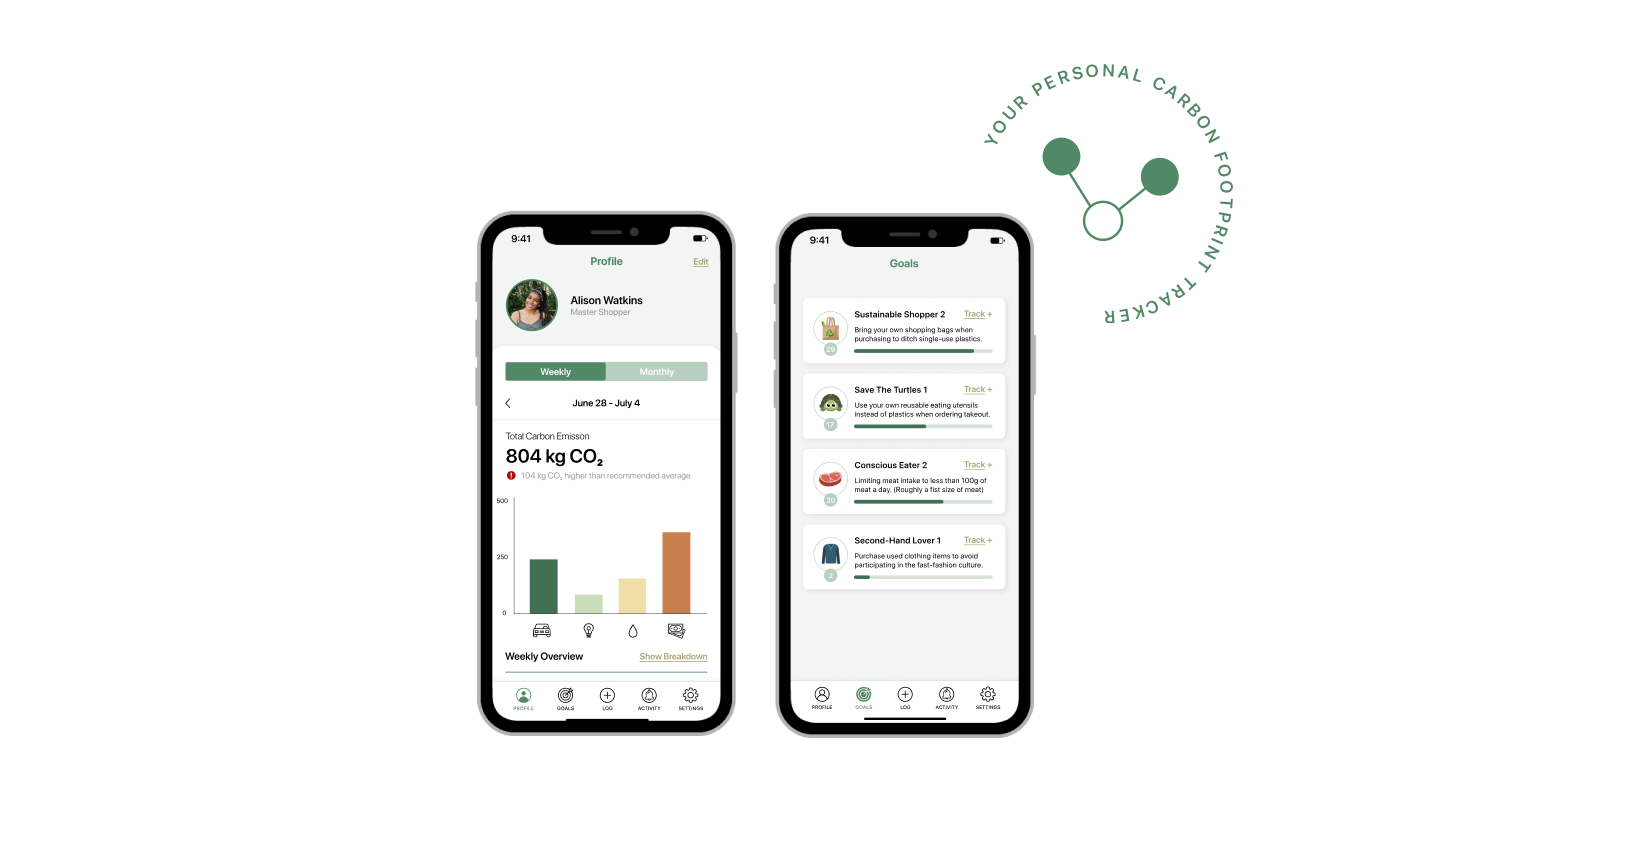 YOUR PERSONAL CARBON FOOTPRINT TRACKER
9:41
Profile
Edit
Alison Watkins
Master Shopper
Weekly
Monthly
June 28 - July 4
Total Carbon Emisson
804 kg CO₂
104 kg CO₂ higher than recommended average
500
250
0
Weekly Overview
Show Breakdown
PROFILE
GOALS
LOG
ACTIVITY
SETTINGS
9:41
Goals
Sustainable Shopper 2
Track +
Bring your own shopping bags when
purchasing to ditch single-use plastics.
29
Save The Turtles 1
Track +
Use your own reusable eating utensils
instead of plastics when ordering takeout.
17
Conscious Eater 2
Track +
Limiting meat intake to less than 100g of
meat a day. (Roughly a fist size of meat)
20
Second-Hand Lover 1
Track +
Purchase used clothing items to avoid
participating in the fast-fashion culture.
2
PROFILE
GOALS
LOG
ACTIVITY
SETTINGS